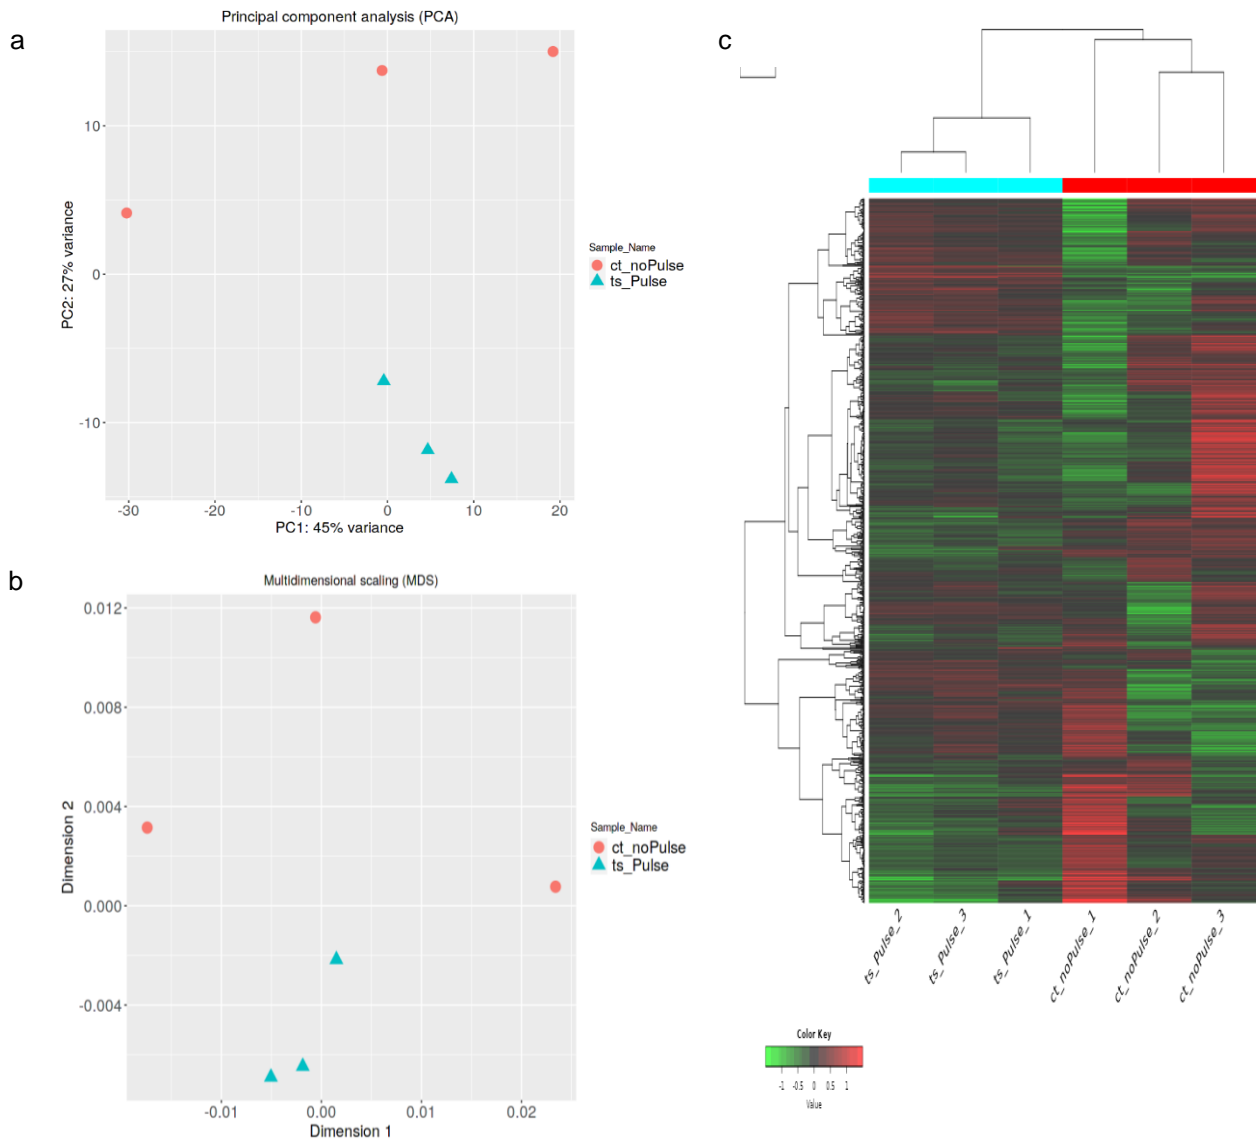 a
Principal component analysis (PCA)
10
0
-10
PC2: 27% variance
-30
-20
-10
0
10
20
PC1: 45% variance
Sample_Name
ct_noPulse
ts_Pulse
b
Multidimensional scaling (MDS)
0.012
0.008
0.004
0.000
-0.004
Dimension 2
-0.01
0.00
0.01
0.02
Dimension 1
Sample_Name
ct_noPulse
ts_Pulse
c
ts_Pulse_2
ts_Pulse_3
ts_Pulse_1
ct_noPulse_1
ct_noPulse_2
ct_noPulse_3
Color Key
-1
-0.5
0
0.5
1
Value